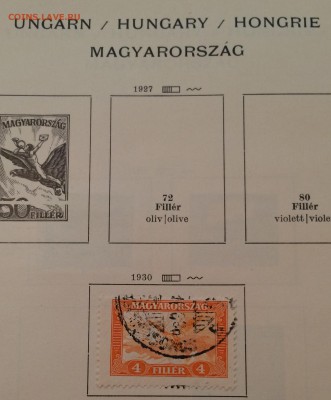 COINS.LAVE.RU
UNGARN / HUNGARY / HONGRIE
MAGYARORSZÁG
1927
MAGYARORSZÁG
50 FILLÉR
72
Fillér
oliv|olive
80
Fillér
violett|viole
1930
MAGYARORSZÁG
4 4
FILLÉR